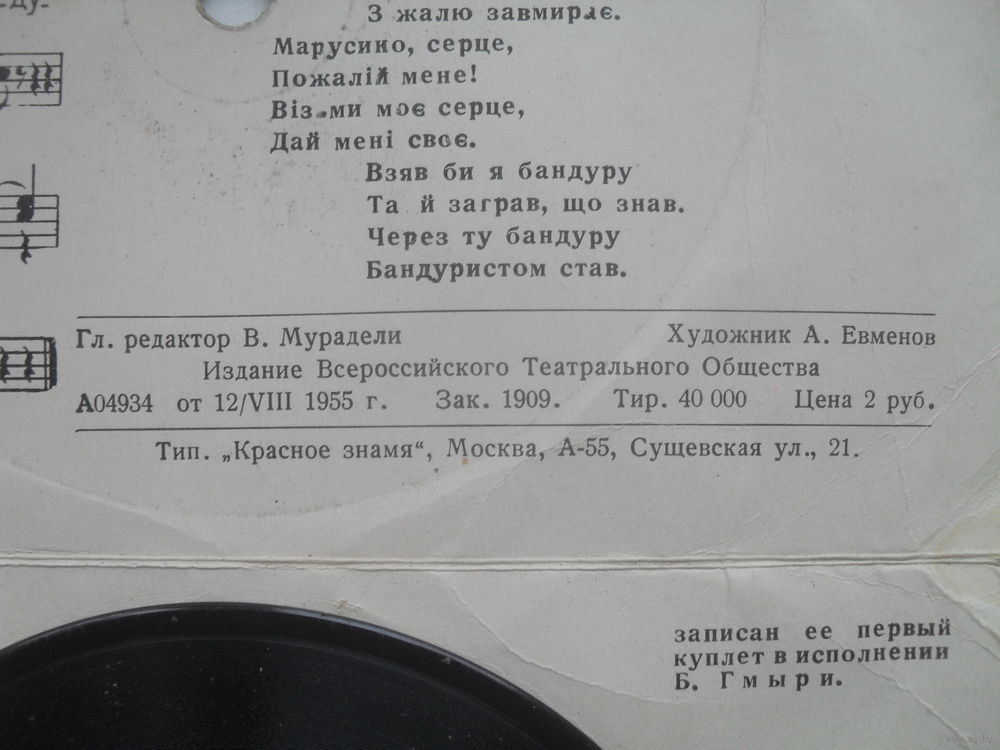 З жалю завмирає.
Марусино, серце,
Пожалій мене!
Візьми моє серце,
Дай мені своє.
Взяв би я бандуру
Та й заграв, що знав.
Через ту бандуру
Бандуристом став.
Гл. редактор В. Мурадели Художник А. Евменов
Издание Всероссийского Театрального Общества
А04934 от 12/VIII 1955 г. Зак. 1909. Тир. 40 000 Цена 2 руб.
Тип. „Красное знамя“, Москва, А-55, Сущевская ул., 21.
записан ее первый
куплет в исполнении
Б. Гмыри.